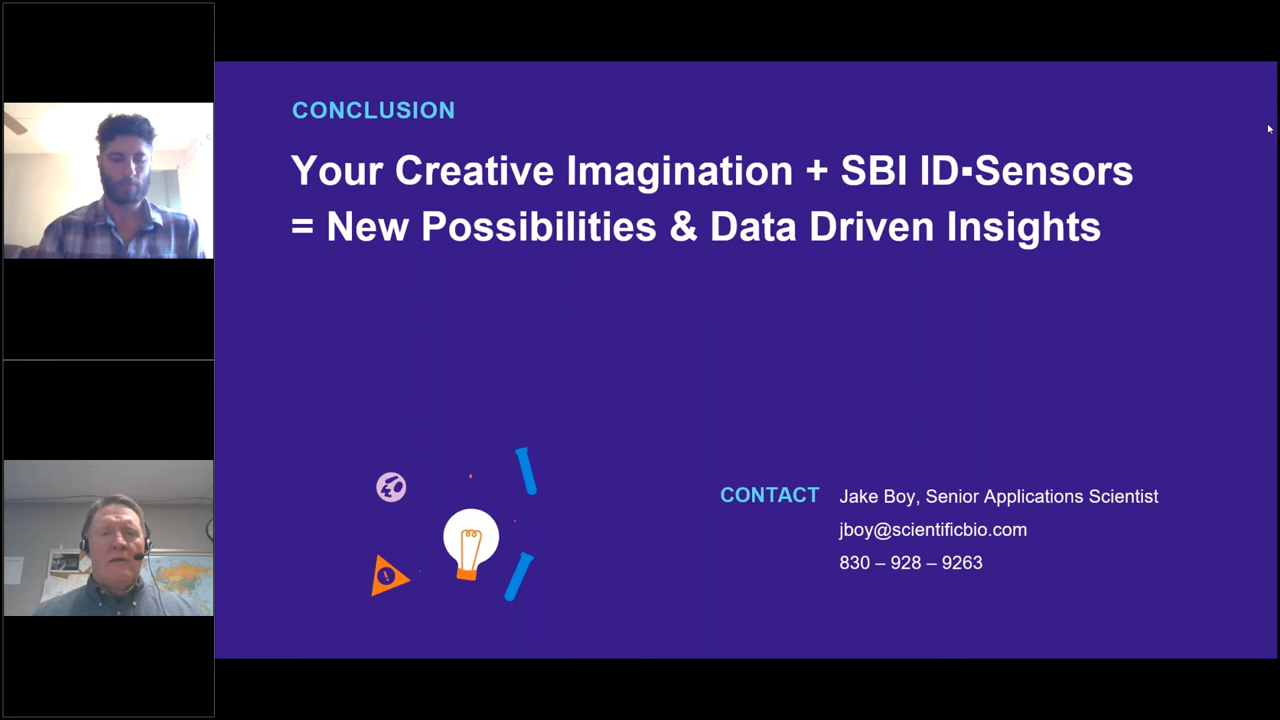 CONCLUSION
Your Creative Imagination + SBI ID▪Sensors
= New Possibilities & Data Driven Insights
CONTACT Jake Boy, Senior Applications Scientist
jboy@scientificbio.com
830 – 928 – 9263